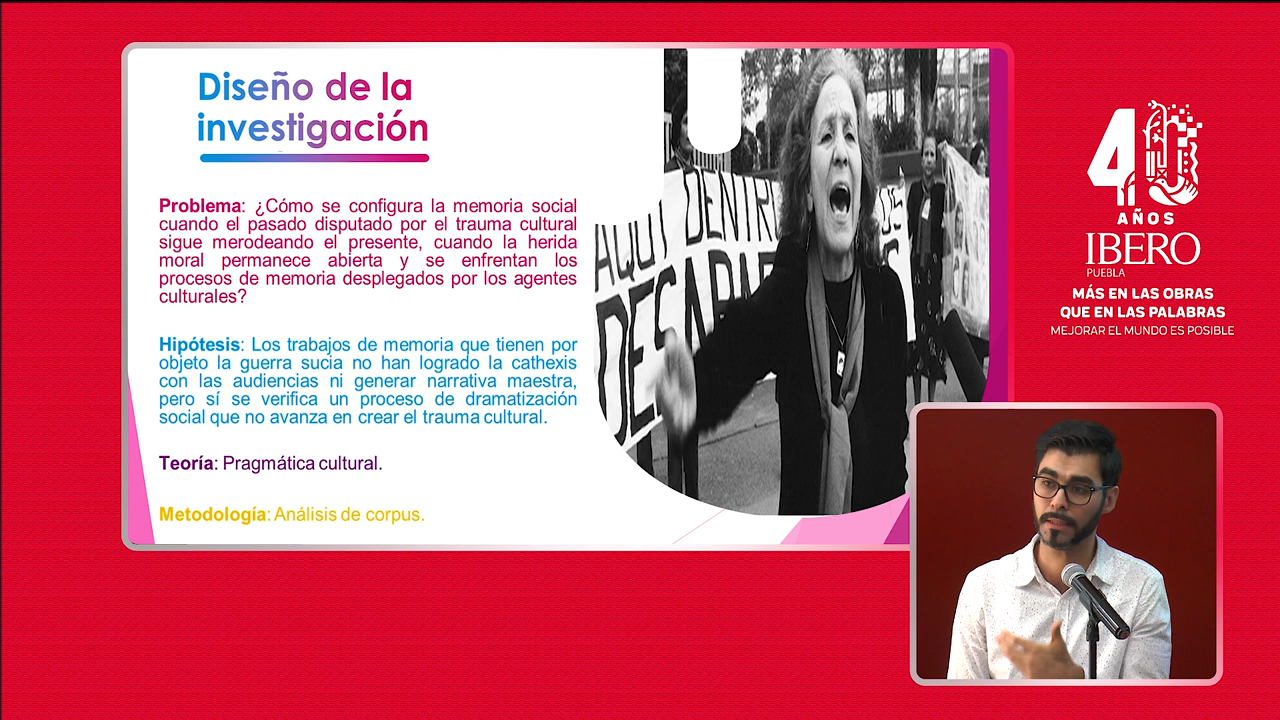 Diseño de la
investigación
Problema: ¿Cómo se configura la memoria social
cuando el pasado disputado por el trauma cultural
sigue merodeando el presente, cuando la herida
moral permanece abierta y se enfrentan los
procesos de memoria desplegados por los agentes
culturales?
Hipótesis: Los trabajos de memoria que tienen por
objeto la guerra sucia no han logrado la cathexis
con las audiencias ni generar narrativa maestra,
pero sí se verifica un proceso de dramatización
social que no avanza en crear el trauma cultural.
Teoría: Pragmática cultural.
Metodología: Análisis de corpus.
AQUI DENTR
DESAPA
OS
40
AÑOS
IBERO
PUEBLA
MÁS EN LAS OBRAS
QUE EN LAS PALABRAS
MEJORAR EL MUNDO ES POSIBLE